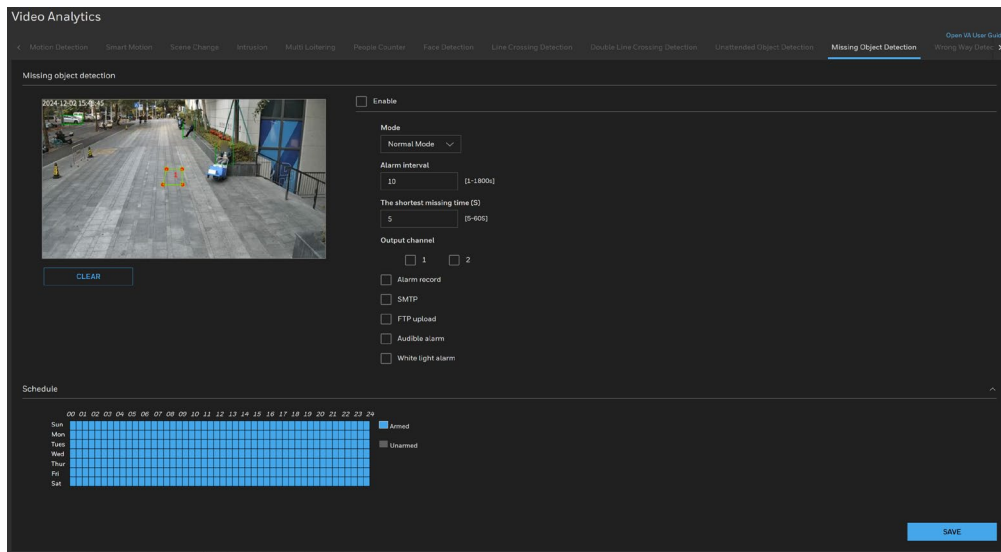 Video Analytics
Open VA User Guid
< Motion Detection Smart Motion Scene Change Intrusion Multi Loitering People Counter Face Detection Line Crossing Detection Double Line Crossing Detection Unattended Object Detection Missing Object Detection Wrong Way Detec >
Missing object detection
2024-12-02 15:45:45
Enable
Mode
Normal Mode
Alarm interval
10 [1-1800s]
1
The shortest missing time (S)
5 [5-60S]
Output channel
1 2
CLEAR
Alarm record
SMTP
FTP upload
Audible alarm
White light alarm
Schedule
00 01 02 03 04 05 06 07 08 09 10 11 12 13 14 15 16 17 18 19 20 21 22 23 24
Sun
Armed
Mon
Tues
Unarmed
Wed
Thur
Fri
Sat
SAVE